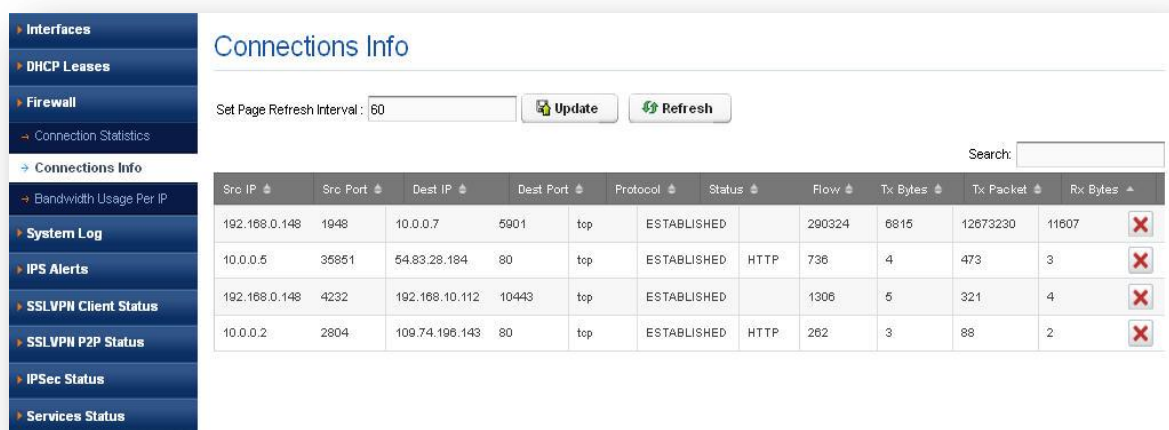 Interfaces
DHCP Leases
Firewall
Connection Statistics
Connections Info
Bandwidth Usage Per IP
System Log
IPS Alerts
SSLVPN Client Status
SSLVPN P2P Status
IPSec Status
Services Status
Connections Info
Set Page Refresh Interval : 60 Update Refresh
Search:
Src IP Src Port Dest IP Dest Port Protocol Status Flow Tx Bytes Tx Packet Rx Bytes
192.168.0.148 1948 10.0.0.7 5901 tcp ESTABLISHED 290324 6815 12673230 11607
10.0.0.5 35851 54.83.28.184 80 tcp ESTABLISHED HTTP 736 4 473 3
192.168.0.148 4232 192.168.10.112 10443 tcp ESTABLISHED 1306 5 321 4
10.0.0.2 2804 109.74.196.143 80 tcp ESTABLISHED HTTP 262 3 88 2